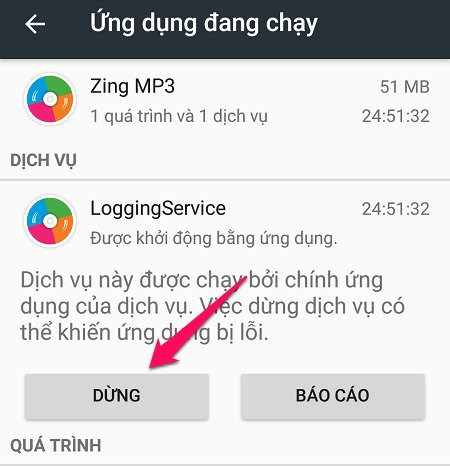 Ứng dụng đang chạy
Zing MP3 51 MB
1 quá trình và 1 dịch vụ 24:51:32
DỊCH VỤ
LoggingService 24:51:32
Được khởi động bằng ứng dụng.
Dịch vụ này được chạy bởi chính ứng
dụng của dịch vụ. Việc dừng dịch vụ có
thể khiến ứng dụng bị lỗi.
DỪNG BÁO CÁO
QUÁ TRÌNH